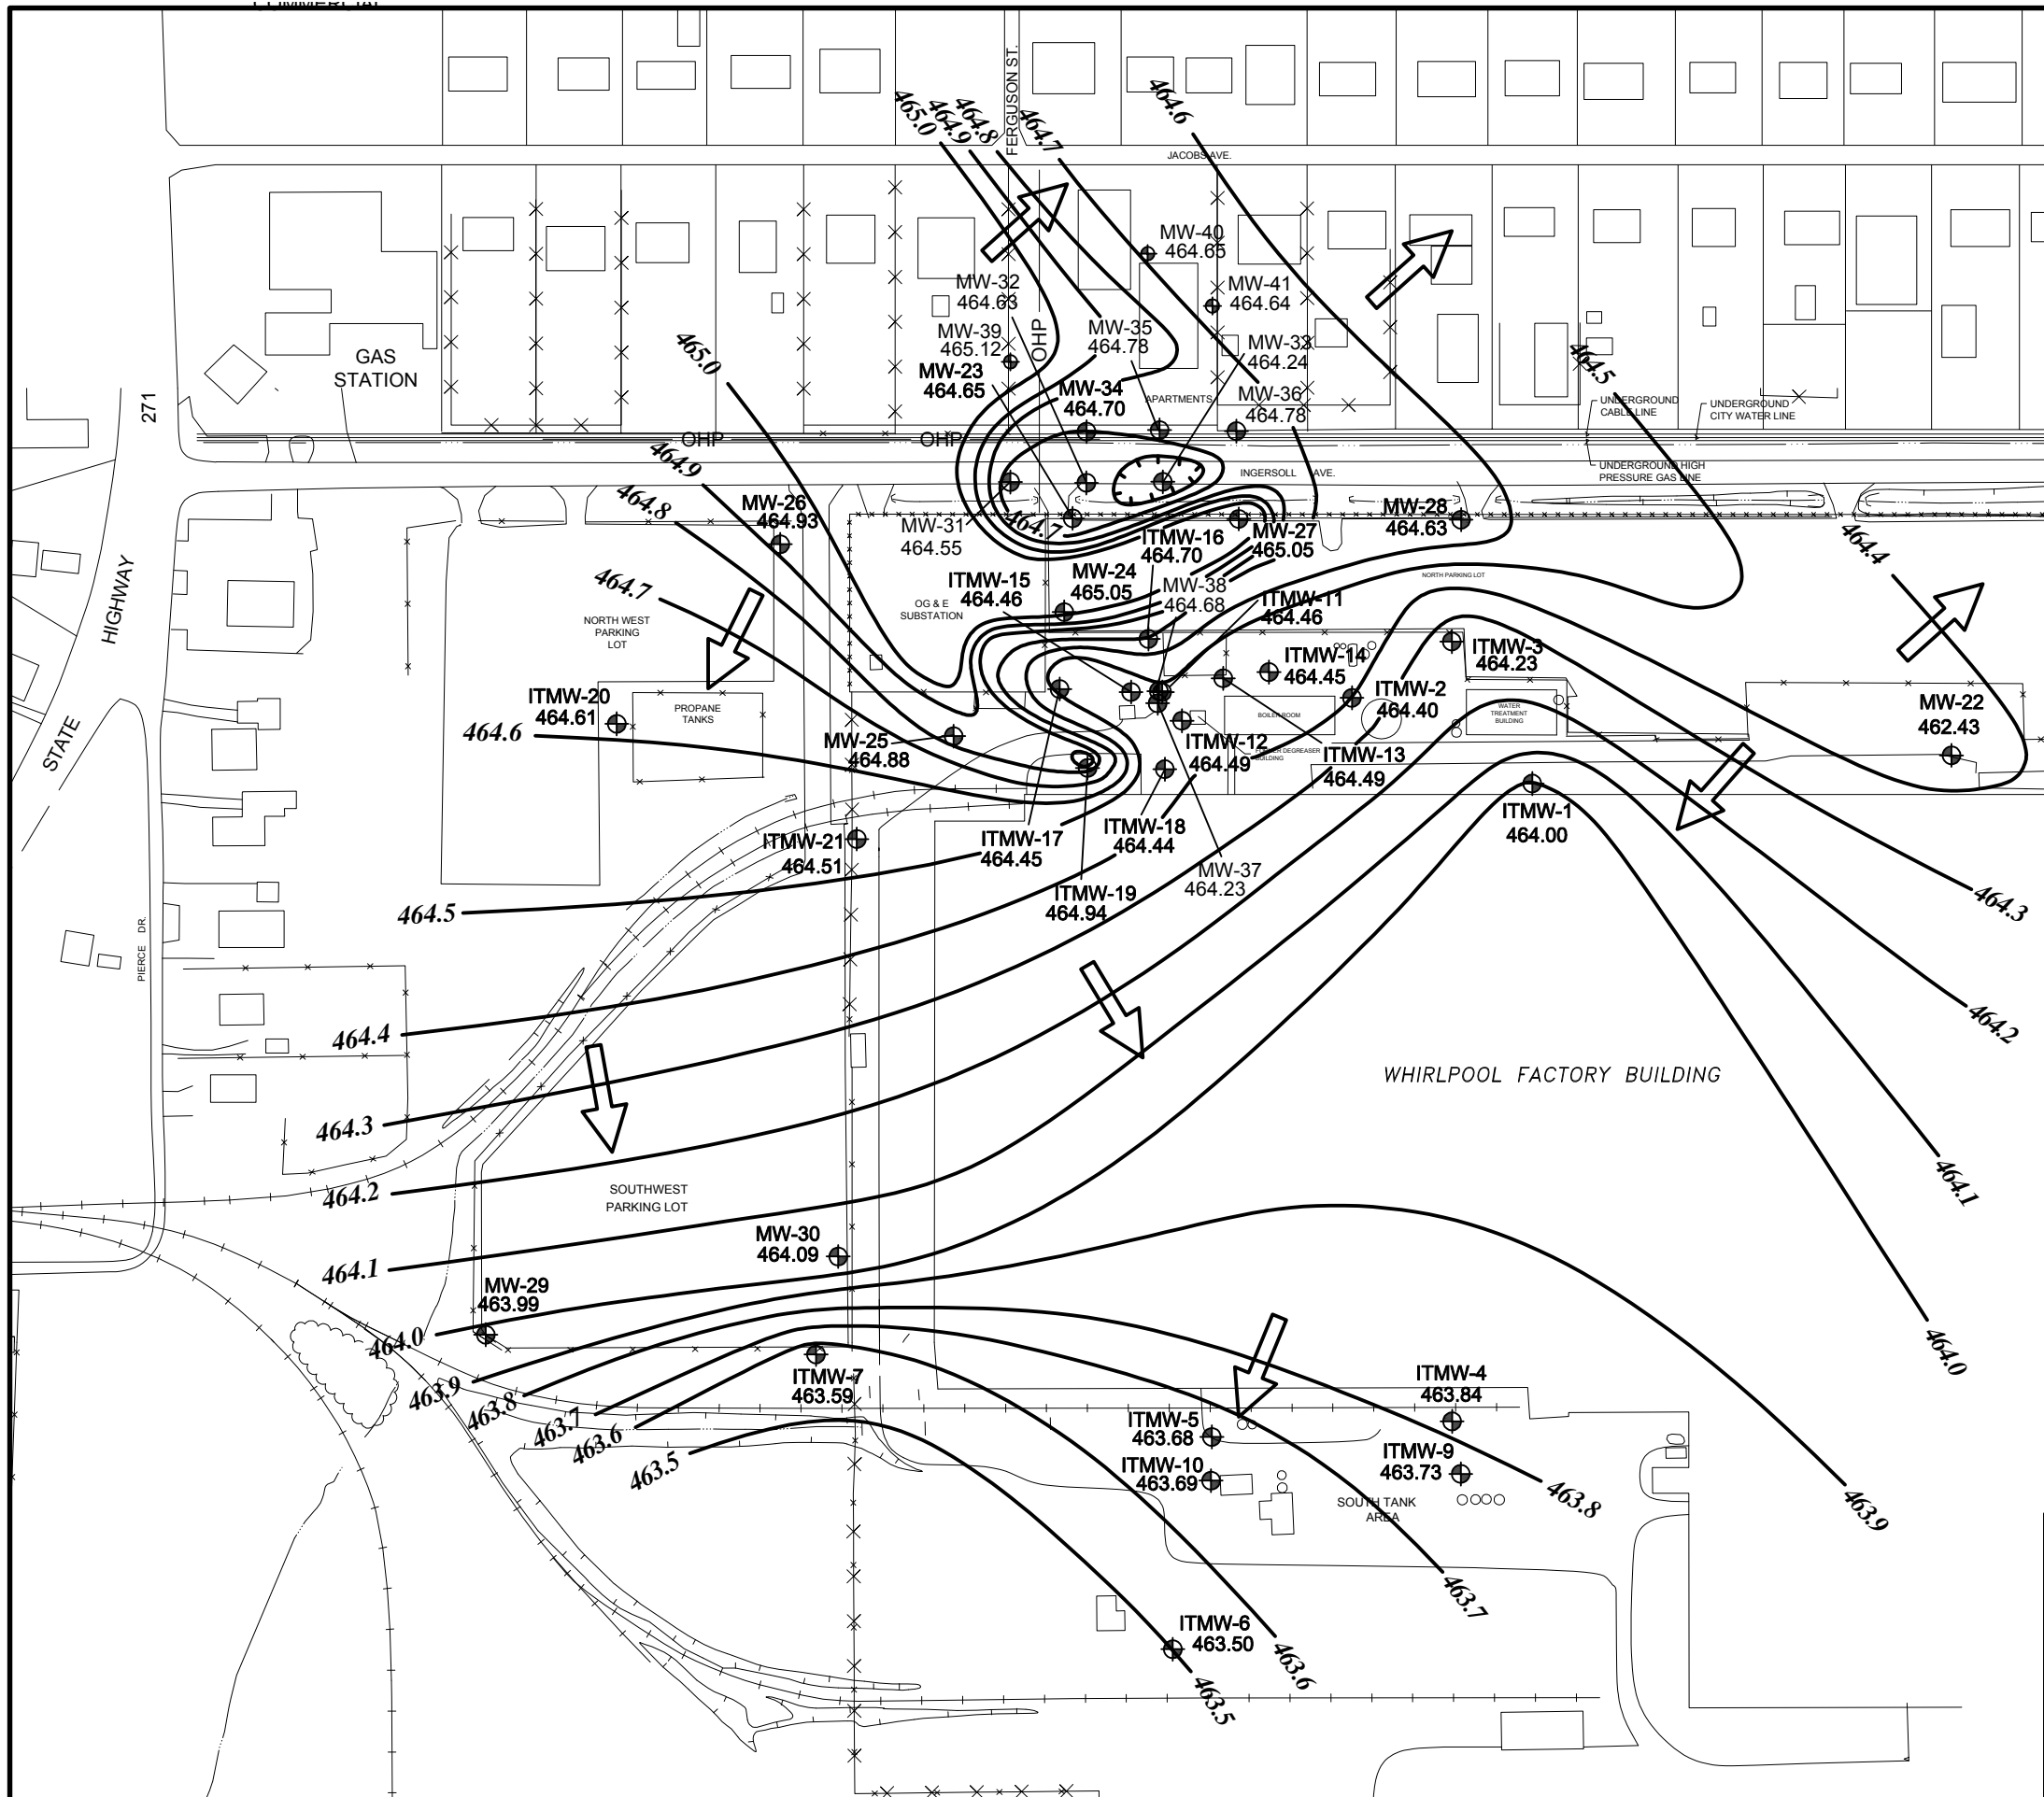 FERGUSON ST.
465.0
464.9
464.8
464.7
464.6
JACOBS AVE.
MW-40
464.65
MW-32
464.63
MW-41
464.64
MW-39
465.12
OHP
MW-35
464.78
MW-33
464.24
GAS
STATION
465.0
MW-23
464.65
MW-34
464.70
APARTMENTS
MW-36
464.78
464.5
UNDERGROUND
CABLE LINE
UNDERGROUND
CITY WATER LINE
271
OHP
OHP
INGERSOLL AVE.
UNDERGROUND HIGH
PRESSURE GAS LINE
464.9
464.8
MW-26
464.93
MW-31
464.55
464.7
ITMW-16
464.70
MW-27
465.05
MW-28
464.63
464.4
464.7
ITMW-15
464.46
MW-24
465.05
MW-38
464.68
NORTH PARKING LOT
ITMW-11
464.46
OG & E
SUBSTATION
HIGHWAY
NORTH WEST
PARKING
LOT
ITMW-14
464.45
ITMW-3
464.23
ITMW-20
464.61
PROPANE
TANKS
ITMW-2
464.40
WATER
TREATMENT
BUILDING
MW-22
462.43
STATE
464.6
MW-25
464.88
BOILER ROOM
ITMW-12
464.49
DEGREASER
BUILDING
ITMW-13
464.49
ITMW-1
464.00
ITMW-21
464.51
ITMW-17
464.45
ITMW-18
464.44
MW-37
464.23
ITMW-19
464.94
464.5
464.3
PIERCE DR.
464.4
464.2
WHIRLPOOL FACTORY BUILDING
464.3
464.2
SOUTHWEST
PARKING LOT
464.1
464.1
MW-30
464.09
MW-29
463.99
464.0
464.0
463.9
463.8
463.7
463.6
463.5
ITMW-7
463.59
ITMW-4
463.84
ITMW-5
463.68
ITMW-9
463.73
ITMW-10
463.69
SOUTH TANK
AREA
463.8
463.9
463.7
ITMW-6
463.50
463.6
463.5